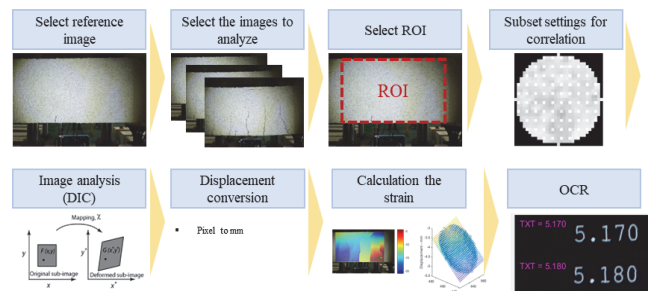 Select reference
image
Select the images to
analyze
Select ROI
Subset settings for
correlation
ROI
Image analysis
(DIC)
Displacement
conversion
Calculation the
strain
OCR
Mapping, χ
y
F(x,y)
Original sub-image
x
y*
G(x*,y*)
Deformed sub-image
x*
▪ Pixel to mm
TXT = 5.170
5.170
TXT = 5.180
5.180